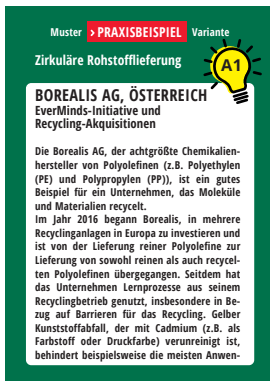 Muster › PRAXISBEISPIEL Variante
Zirkuläre Rohstofflieferung
A1
BOREALIS AG, ÖSTERREICH
EverMinds-Initiative und
Recycling-Akquisitionen
Die Borealis AG, der achtgrößte Chemikalien-
hersteller von Polyolefinen (z.B. Polyethylen
(PE) und Polypropylen (PP)), ist ein gutes
Beispiel für ein Unternehmen, das Moleküle
und Materialien recycelt.
Im Jahr 2016 begann Borealis, in mehrere
Recyclinganlagen in Europa zu investieren und
ist von der Lieferung reiner Polyolefine zur
Lieferung von sowohl reinen als auch recycel-
ten Polyolefinen übergegangen. Seitdem hat
das Unternehmen Lernprozesse aus seinem
Recyclingbetrieb genutzt, insbesondere in Be-
zug auf Barrieren für das Recycling. Gelber
Kunststoffabfall, der mit Cadmium (z.B. als
Farbstoff oder Druckfarbe) verunreinigt ist,
behindert beispielsweise die meisten Anwen-